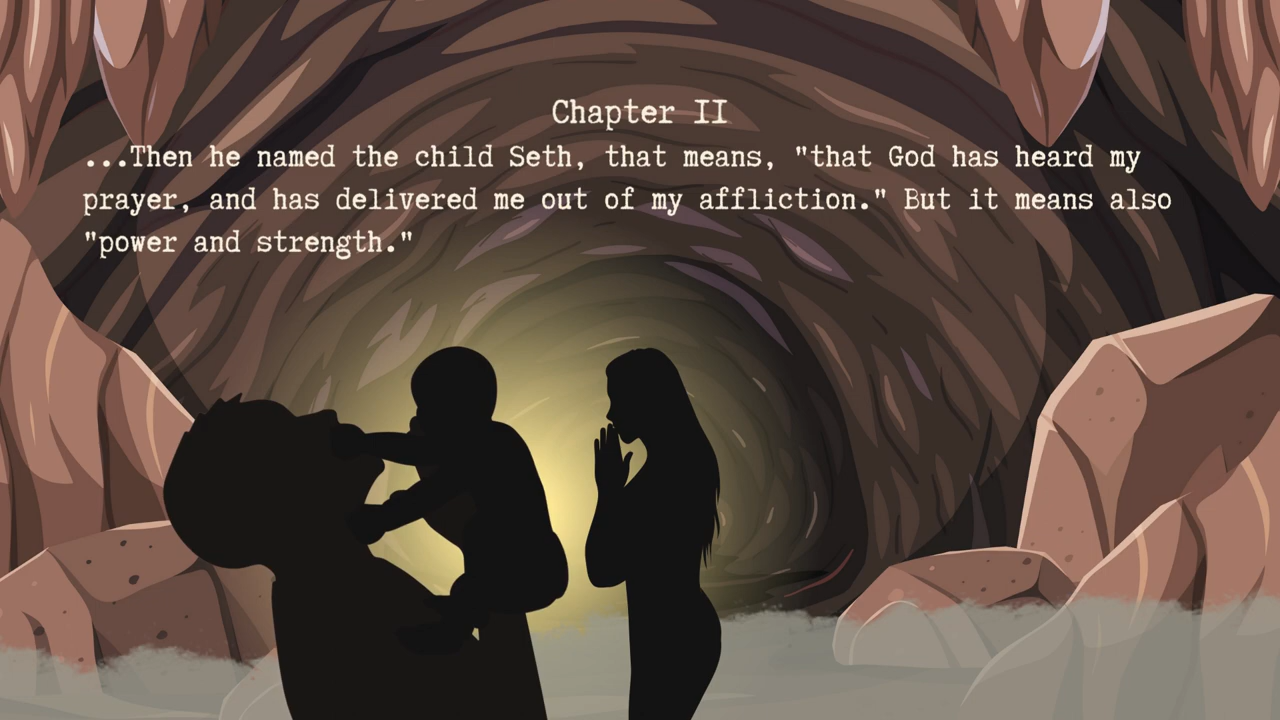 Chapter II
...Then he named the child Seth, that means, "that God has heard my
prayer, and has delivered me out of my affliction." But it means also
"power and strength."